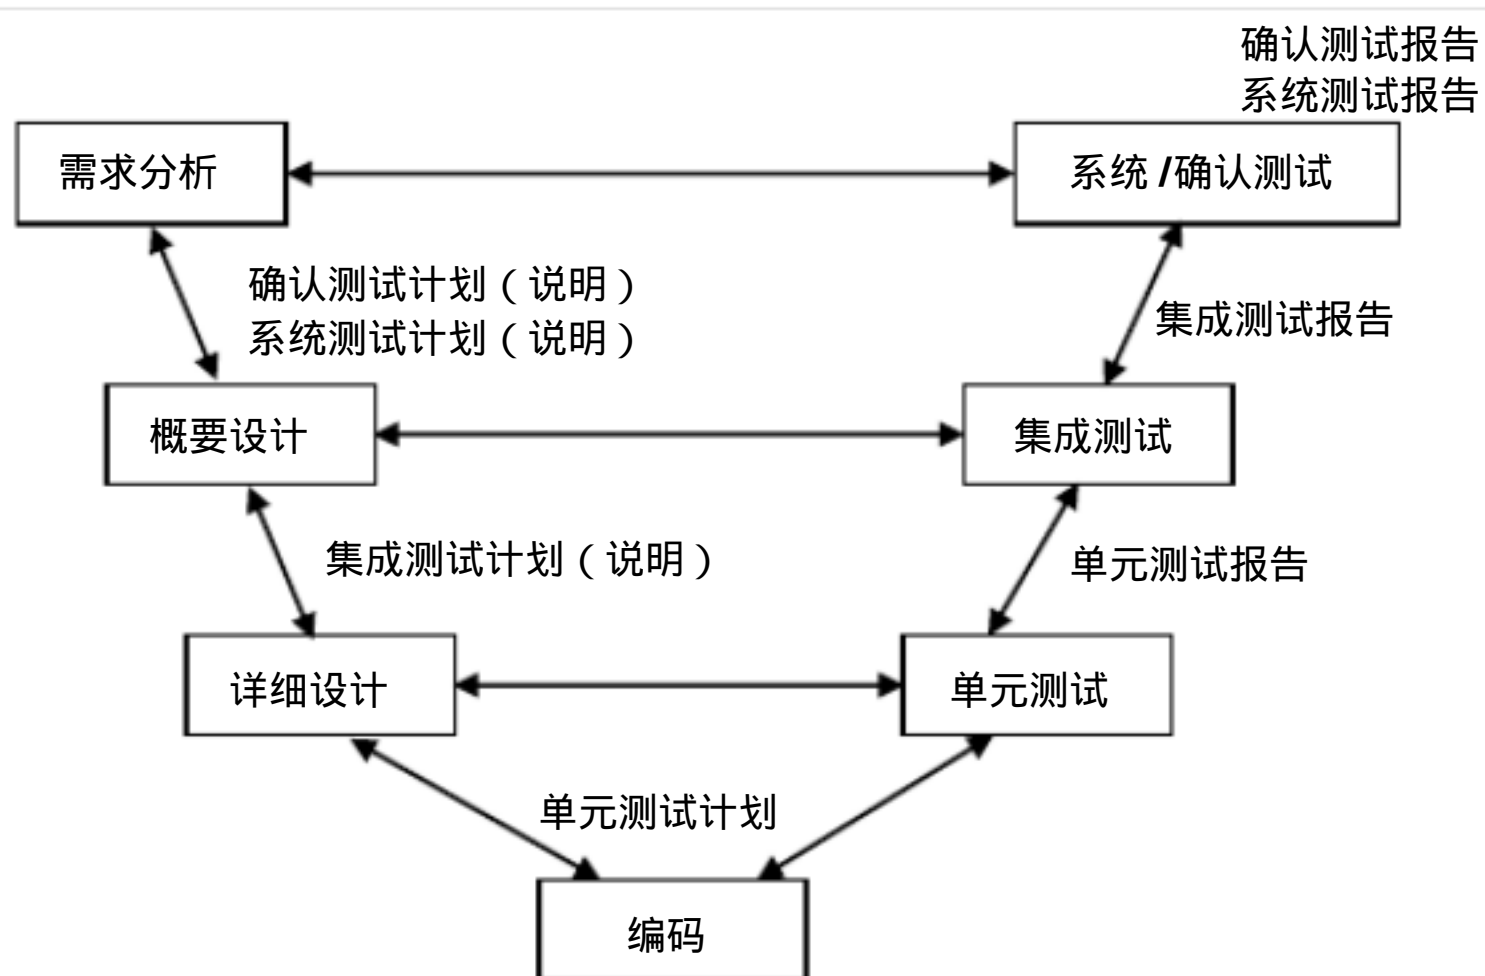 确认测试报告
系统测试报告
需求分析
系统/确认测试
确认测试计划（说明）
系统测试计划（说明）
集成测试报告
概要设计
集成测试
集成测试计划（说明）
单元测试报告
详细设计
单元测试
单元测试计划
编码